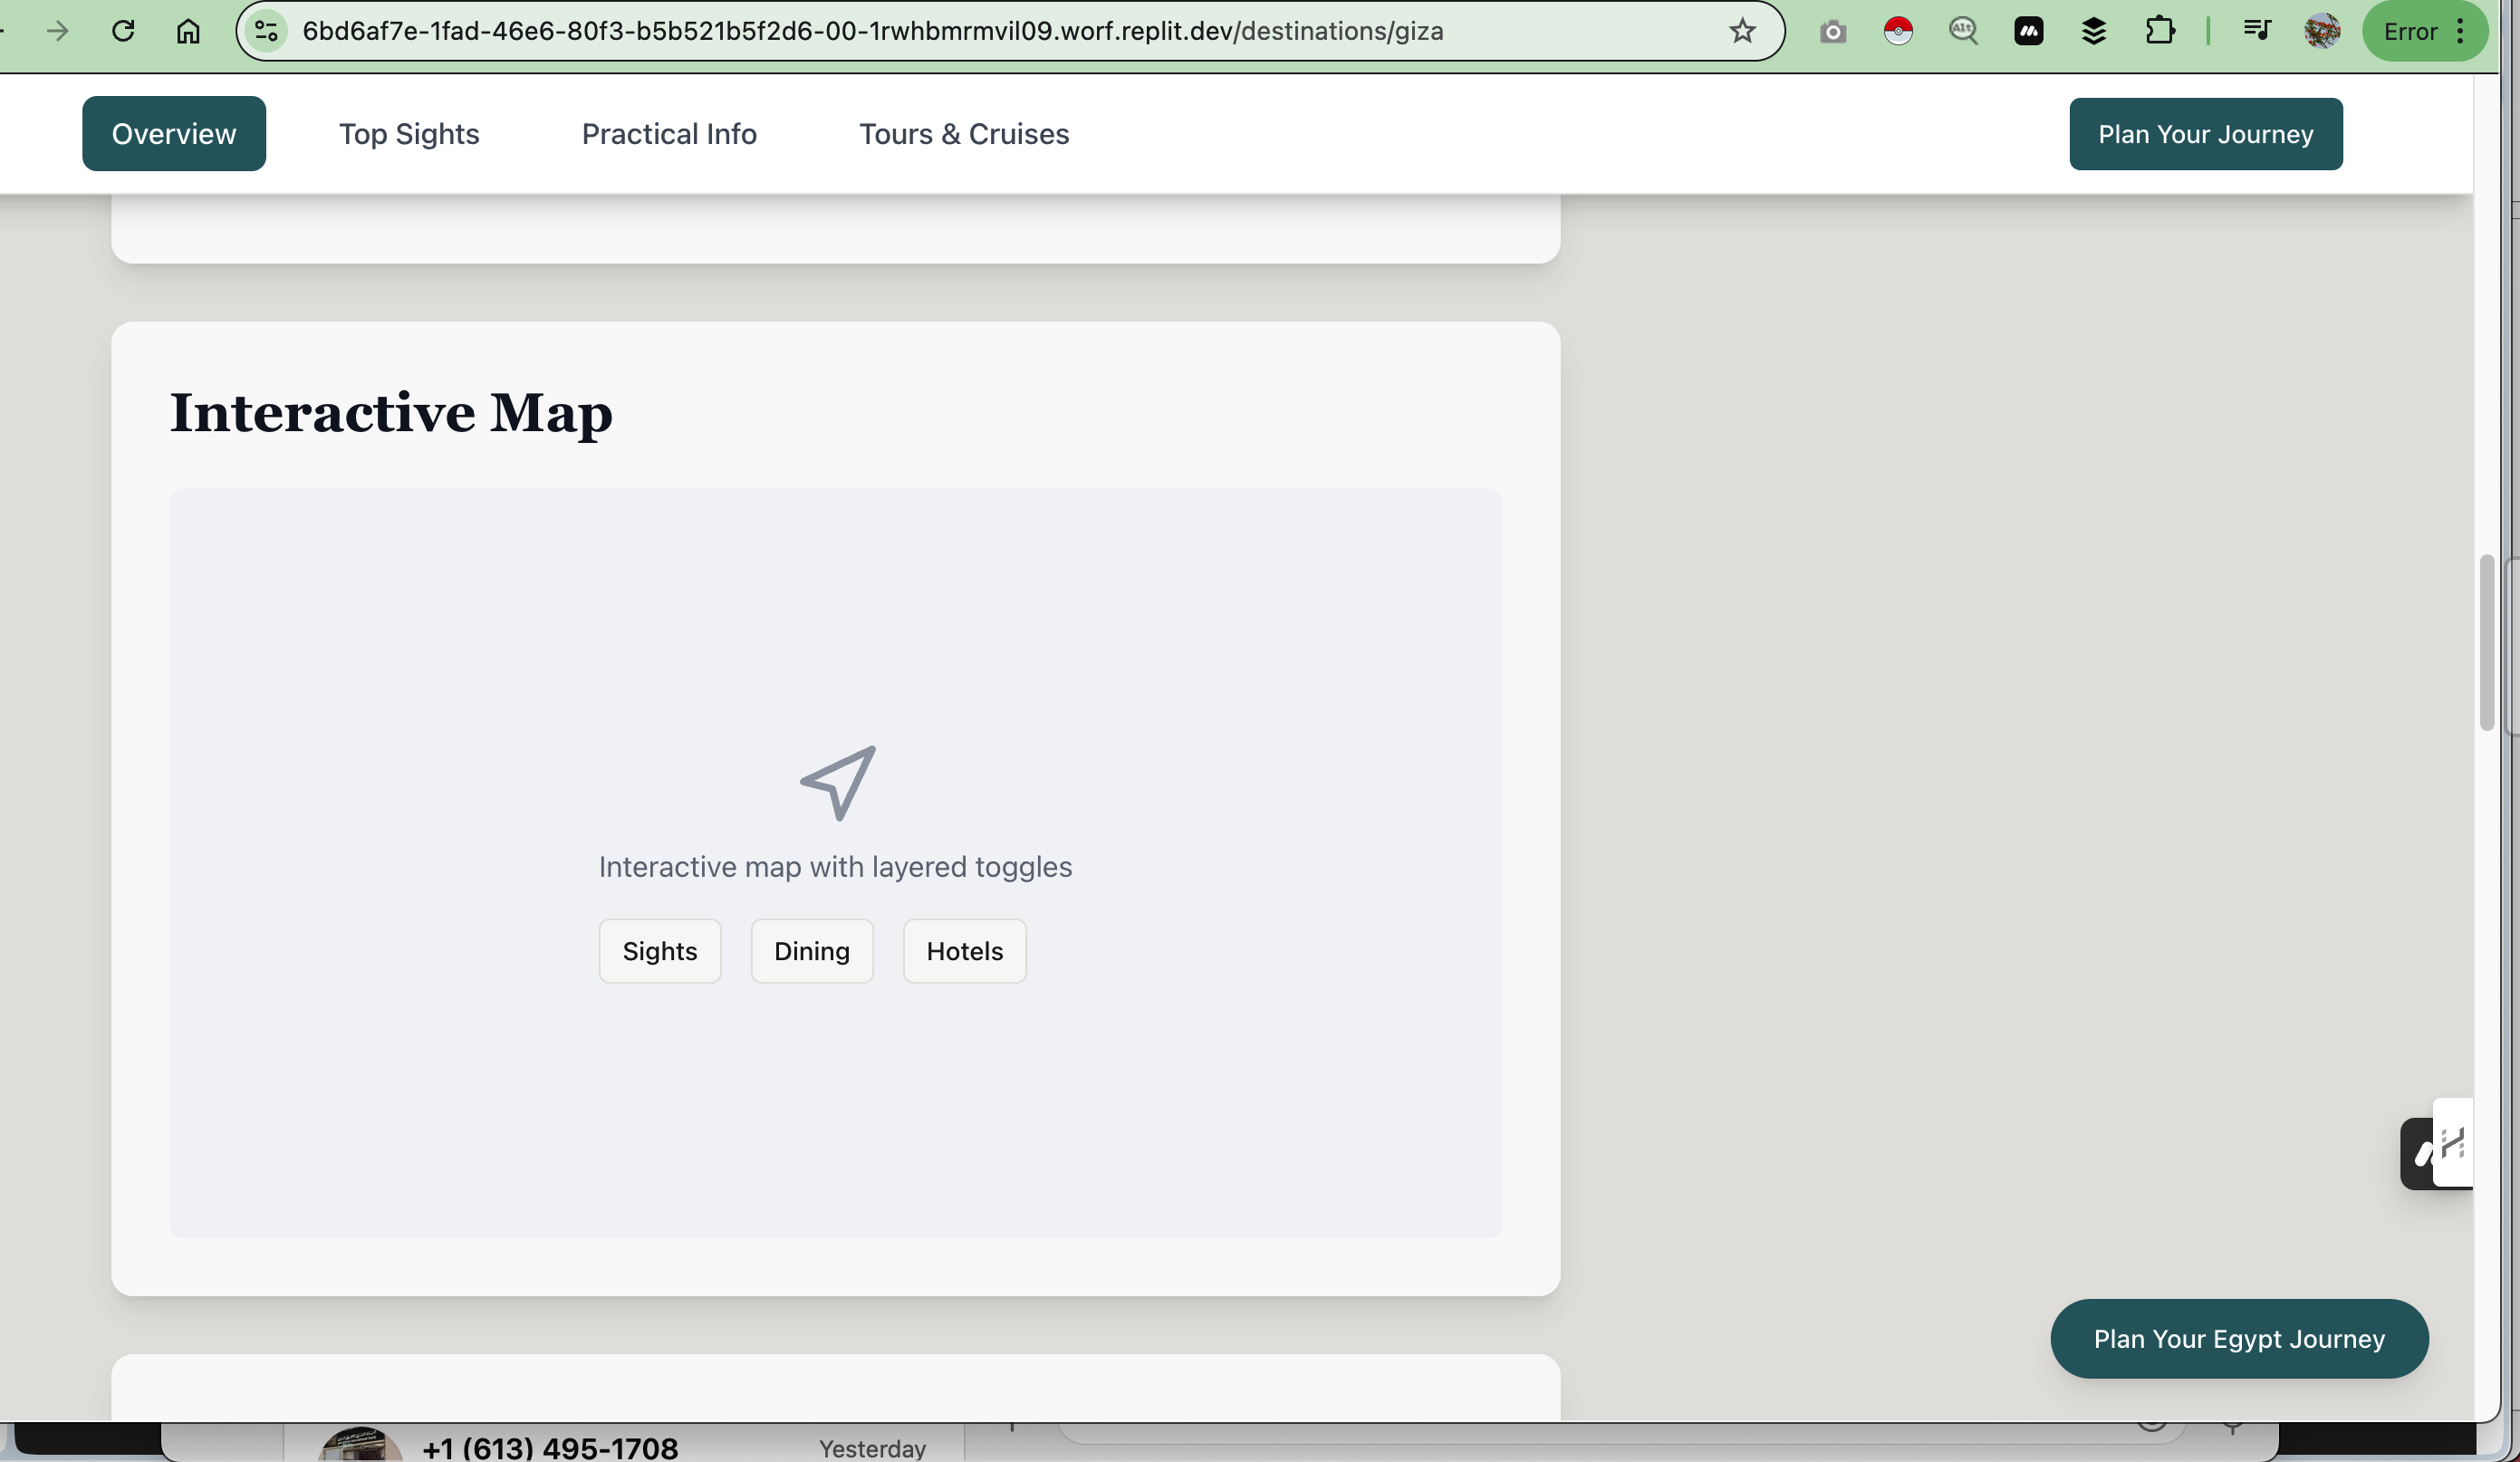 6bd6af7e-1fad-46e6-80f3-b5b521b5f2d6-00-1rwhbmrmvil09.worf.replit.dev/destinations/giza
Alt
Error
Overview
Top Sights
Practical Info
Tours & Cruises
Plan Your Journey
Interactive Map
Interactive map with layered toggles
Sights
Dining
Hotels
Plan Your Egypt Journey
+1 (613) 495-1708
Yesterday